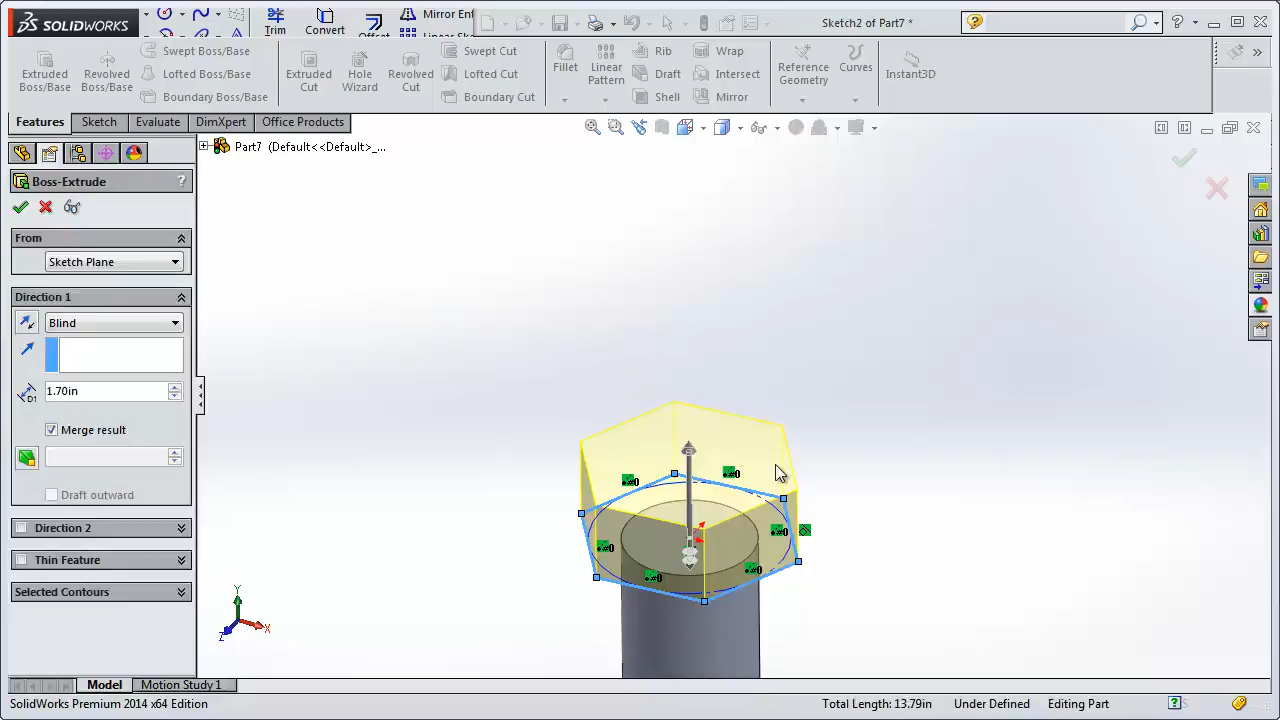 SOLIDWORKS
Trim
Convert
Offset
Mirror Ent
Sketch2 of Part7 *
Extruded Boss/Base
Revolved Boss/Base
Swept Boss/Base
Lofted Boss/Base
Boundary Boss/Base
Extruded Cut
Hole Wizard
Revolved Cut
Swept Cut
Lofted Cut
Boundary Cut
Fillet
Linear Pattern
Rib
Draft
Shell
Wrap
Intersect
Mirror
Reference Geometry
Curves
Instant3D
Features
Sketch
Evaluate
DimXpert
Office Products
Part7 (Default<<Default>_...
Boss-Extrude
?
From
Sketch Plane
Direction 1
Blind
D1
1.70in
Merge result
Draft outward
Direction 2
Thin Feature
Selected Contours
Y
X
Z
Model
Motion Study 1
SolidWorks Premium 2014 x64 Edition
Total Length: 13.79in
Under Defined
Editing Part